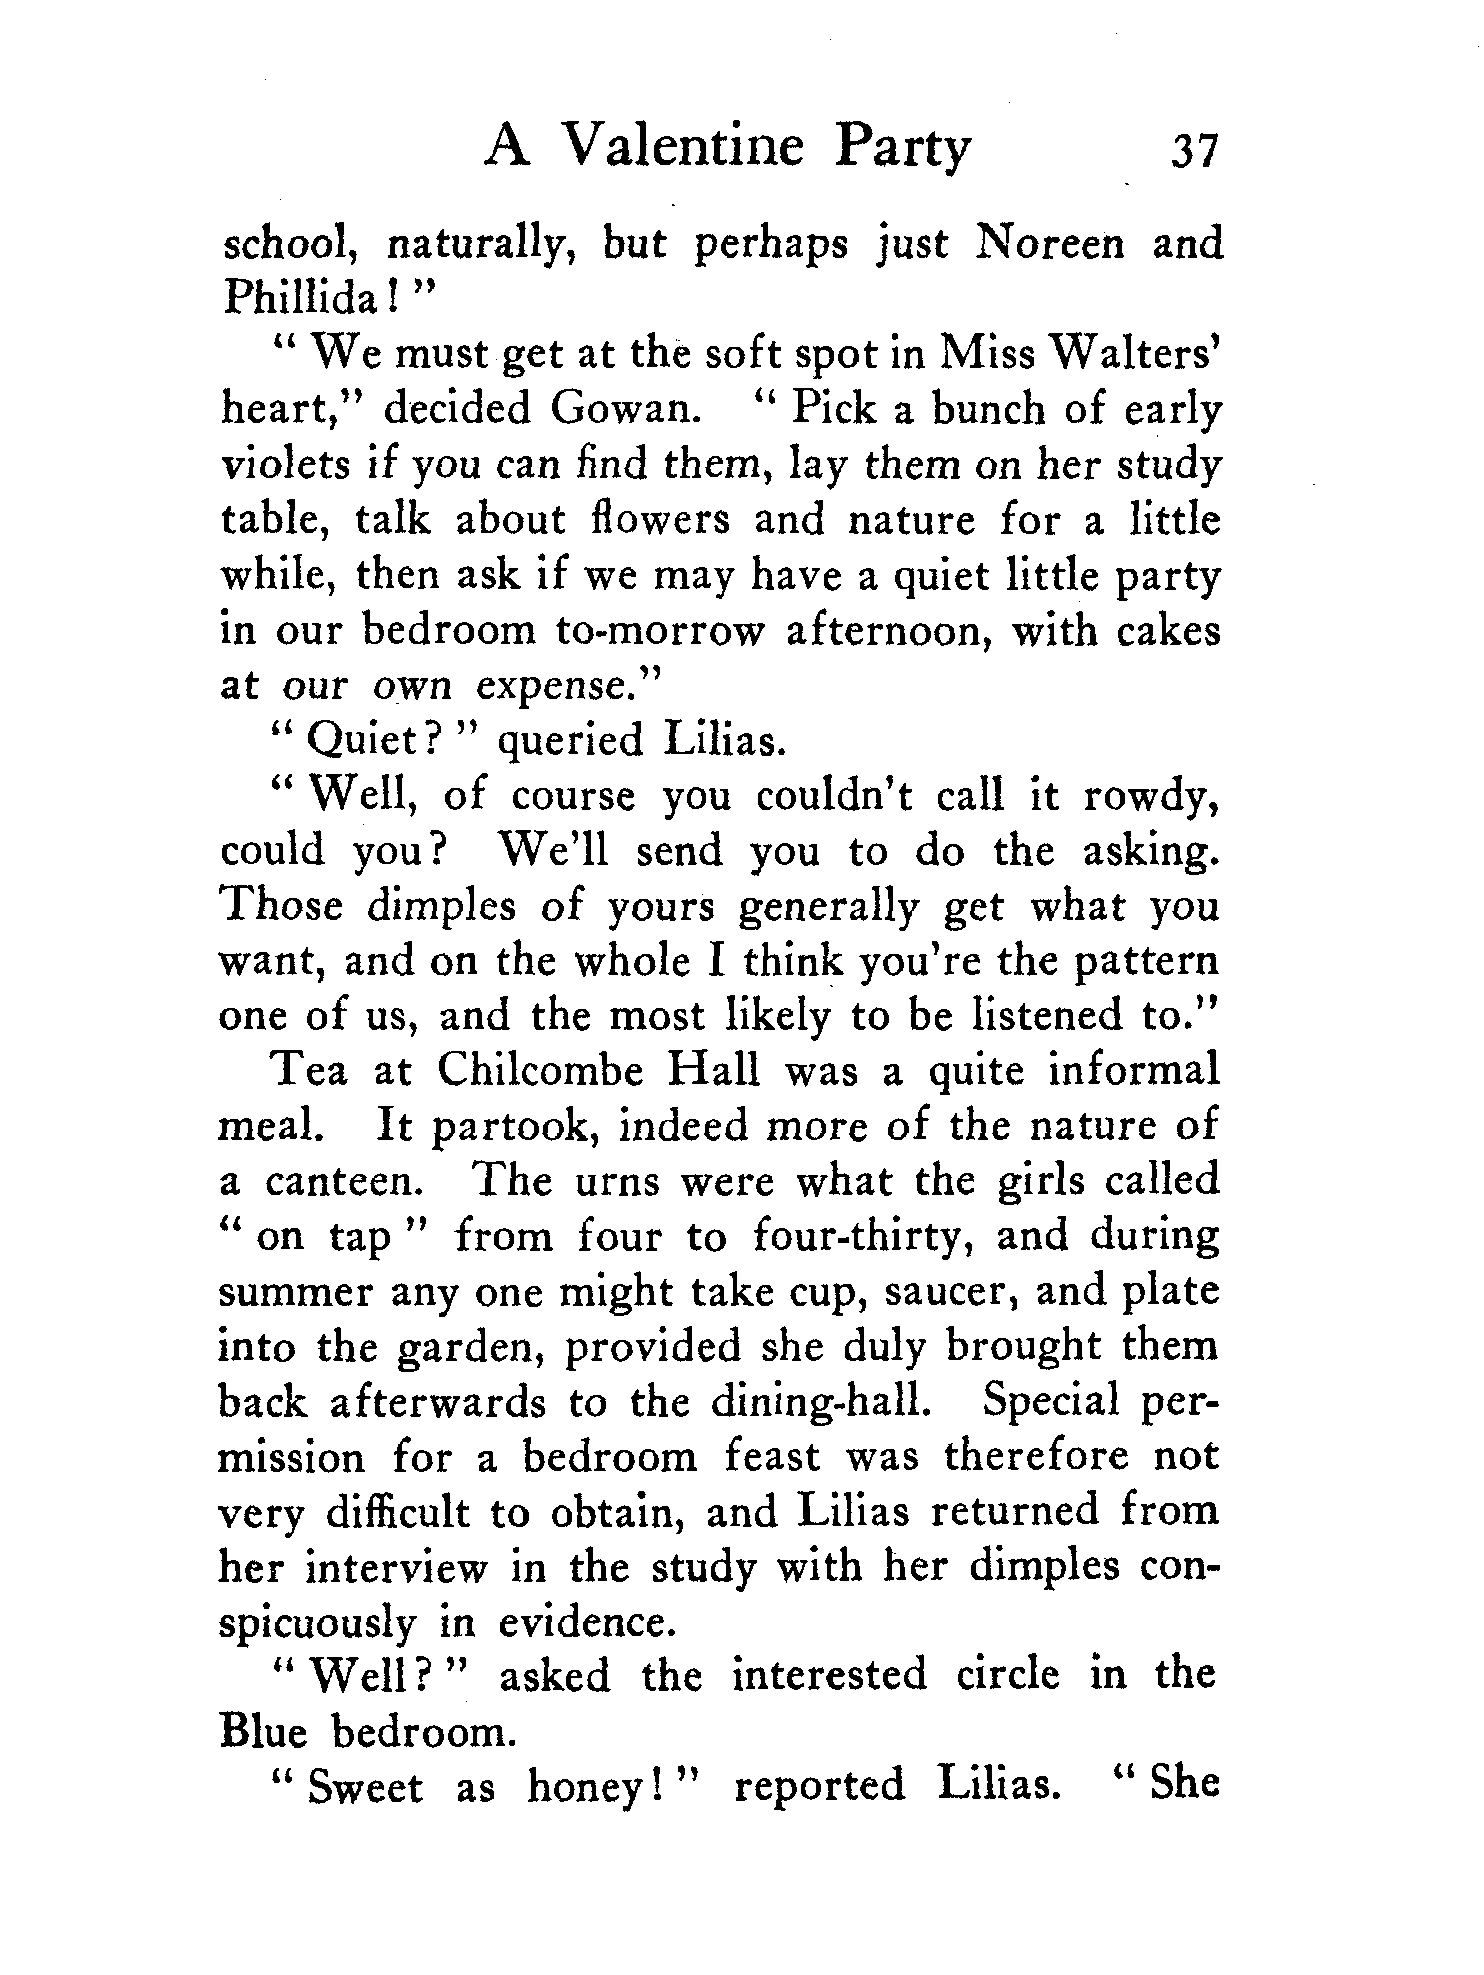 A Valentine Party 37
school, naturally, but perhaps just Noreen and
Phillida ! ”
“ We must get at the soft spot in Miss Walters’
heart,” decided Gowan. “ Pick a bunch of early
violets if you can find them, lay them on her study
table, talk about flowers and nature for a little
while, then ask if we may have a quiet little party
in our bedroom to-morrow afternoon, with cakes
at our own expense.”
“ Quiet ? ” queried Lilias.
“ Well, of course you couldn’t call it rowdy,
could you ? We’ll send you to do the asking.
Those dimples of yours generally get what you
want, and on the whole I think you’re the pattern
one of us, and the most likely to be listened to.”
Tea at Chilcombe Hall was a quite informal
meal. It partook, indeed more of the nature of
a canteen. The urns were what the girls called
“ on tap ” from four to four-thirty, and during
summer any one might take cup, saucer, and plate
into the garden, provided she duly brought them
back afterwards to the dining-hall. Special per-
mission for a bedroom feast was therefore not
very difficult to obtain, and Lilias returned from
her interview in the study with her dimples con-
spicuously in evidence.
“ Well ? ” asked the interested circle in the
Blue bedroom.
“ Sweet as honey ! ” reported Lilias. “ She